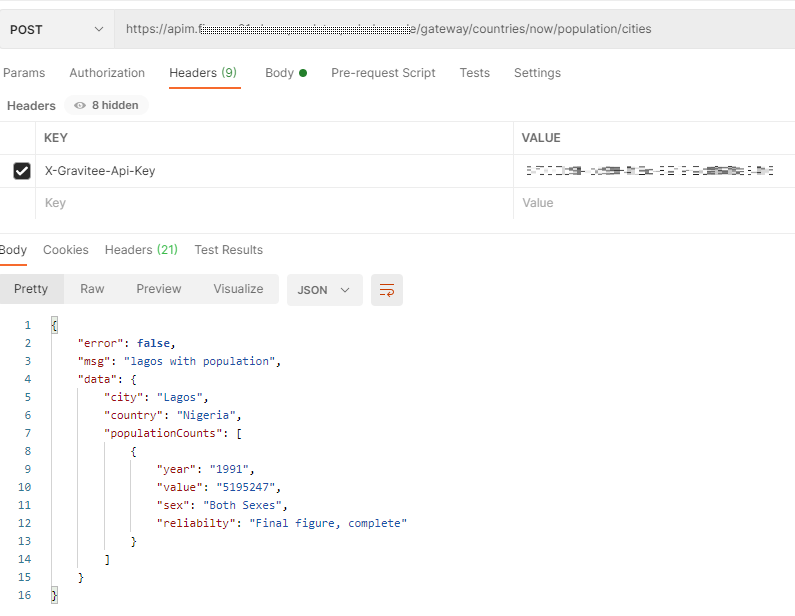 POST https://apim. /gateway/countries/now/population/cities
Params Authorization Headers (9) Body Pre-request Script Tests Settings
Headers 8 hidden
KEY VALUE
X-Gravitee-Api-Key
Key Value
Body Cookies Headers (21) Test Results
Pretty Raw Preview Visualize JSON
1 {
2 "error": false,
3 "msg": "lagos with population",
4 "data": {
5 "city": "Lagos",
6 "country": "Nigeria",
7 "populationCounts": [
8 {
9 "year": "1991",
10 "value": "5195247",
11 "sex": "Both Sexes",
12 "reliabilty": "Final figure, complete"
13 }
14 ]
15 }
16 }